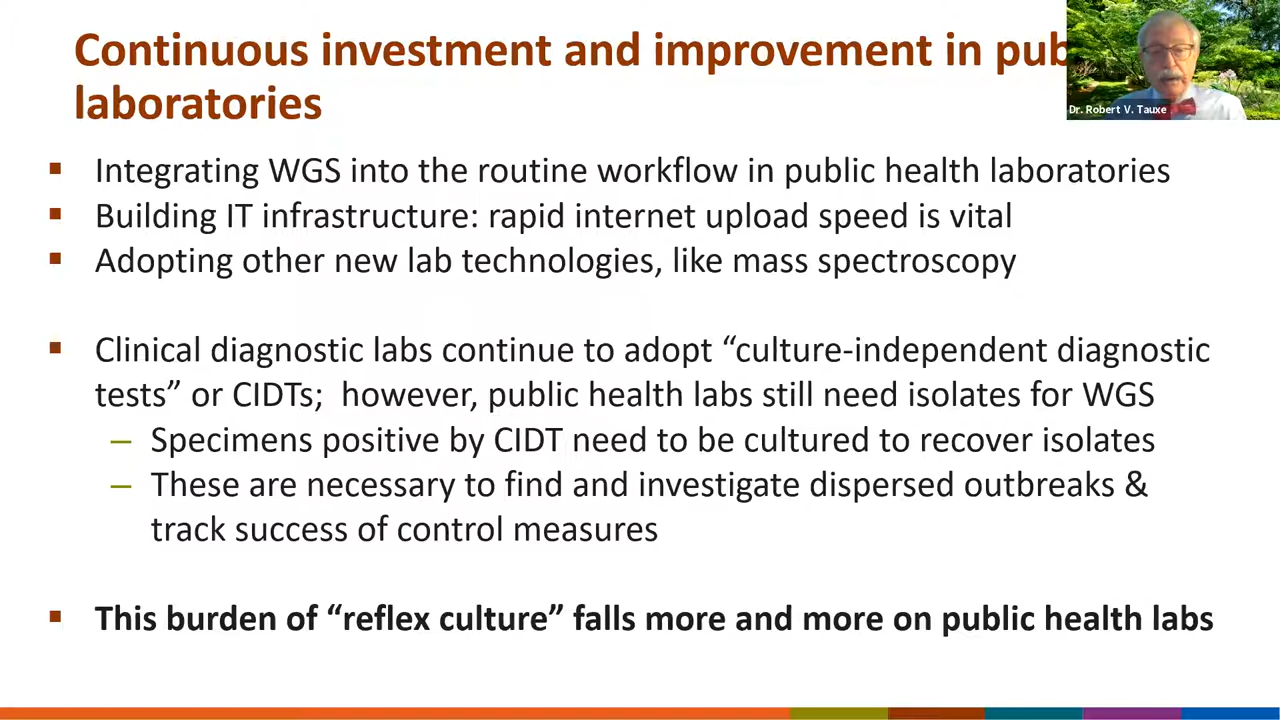 Continuous investment and improvement in
laboratories
Dr. Robert V. Tauxe
▪ Integrating WGS into the routine workflow in public health laboratories
▪ Building IT infrastructure: rapid internet upload speed is vital
▪ Adopting other new lab technologies, like mass spectroscopy
▪ Clinical diagnostic labs continue to adopt “culture-independent diagnostic
tests” or CIDTs; however, public health labs still need isolates for WGS
– Specimens positive by CIDT need to be cultured to recover isolates
– These are necessary to find and investigate dispersed outbreaks &
track success of control measures
▪ This burden of “reflex culture” falls more and more on public health labs